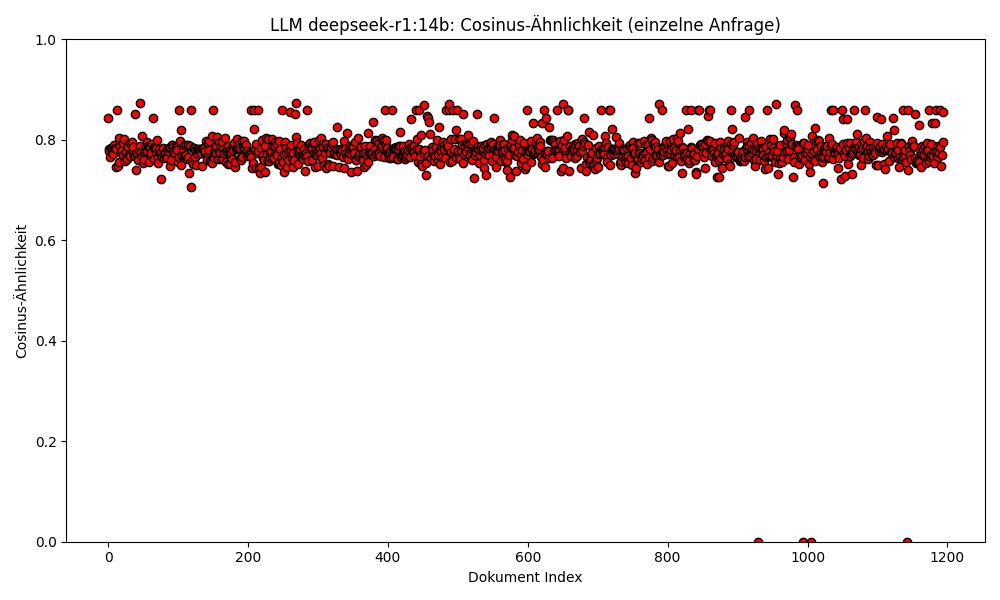 LLM deepseek-r1:14b: Cosinus-Ähnlichkeit (einzelne Anfrage)
1.0
0.8
0.6
0.4
0.2
0.0
Cosinus-Ähnlichkeit
0 200 400 600 800 1000 1200
Dokument Index